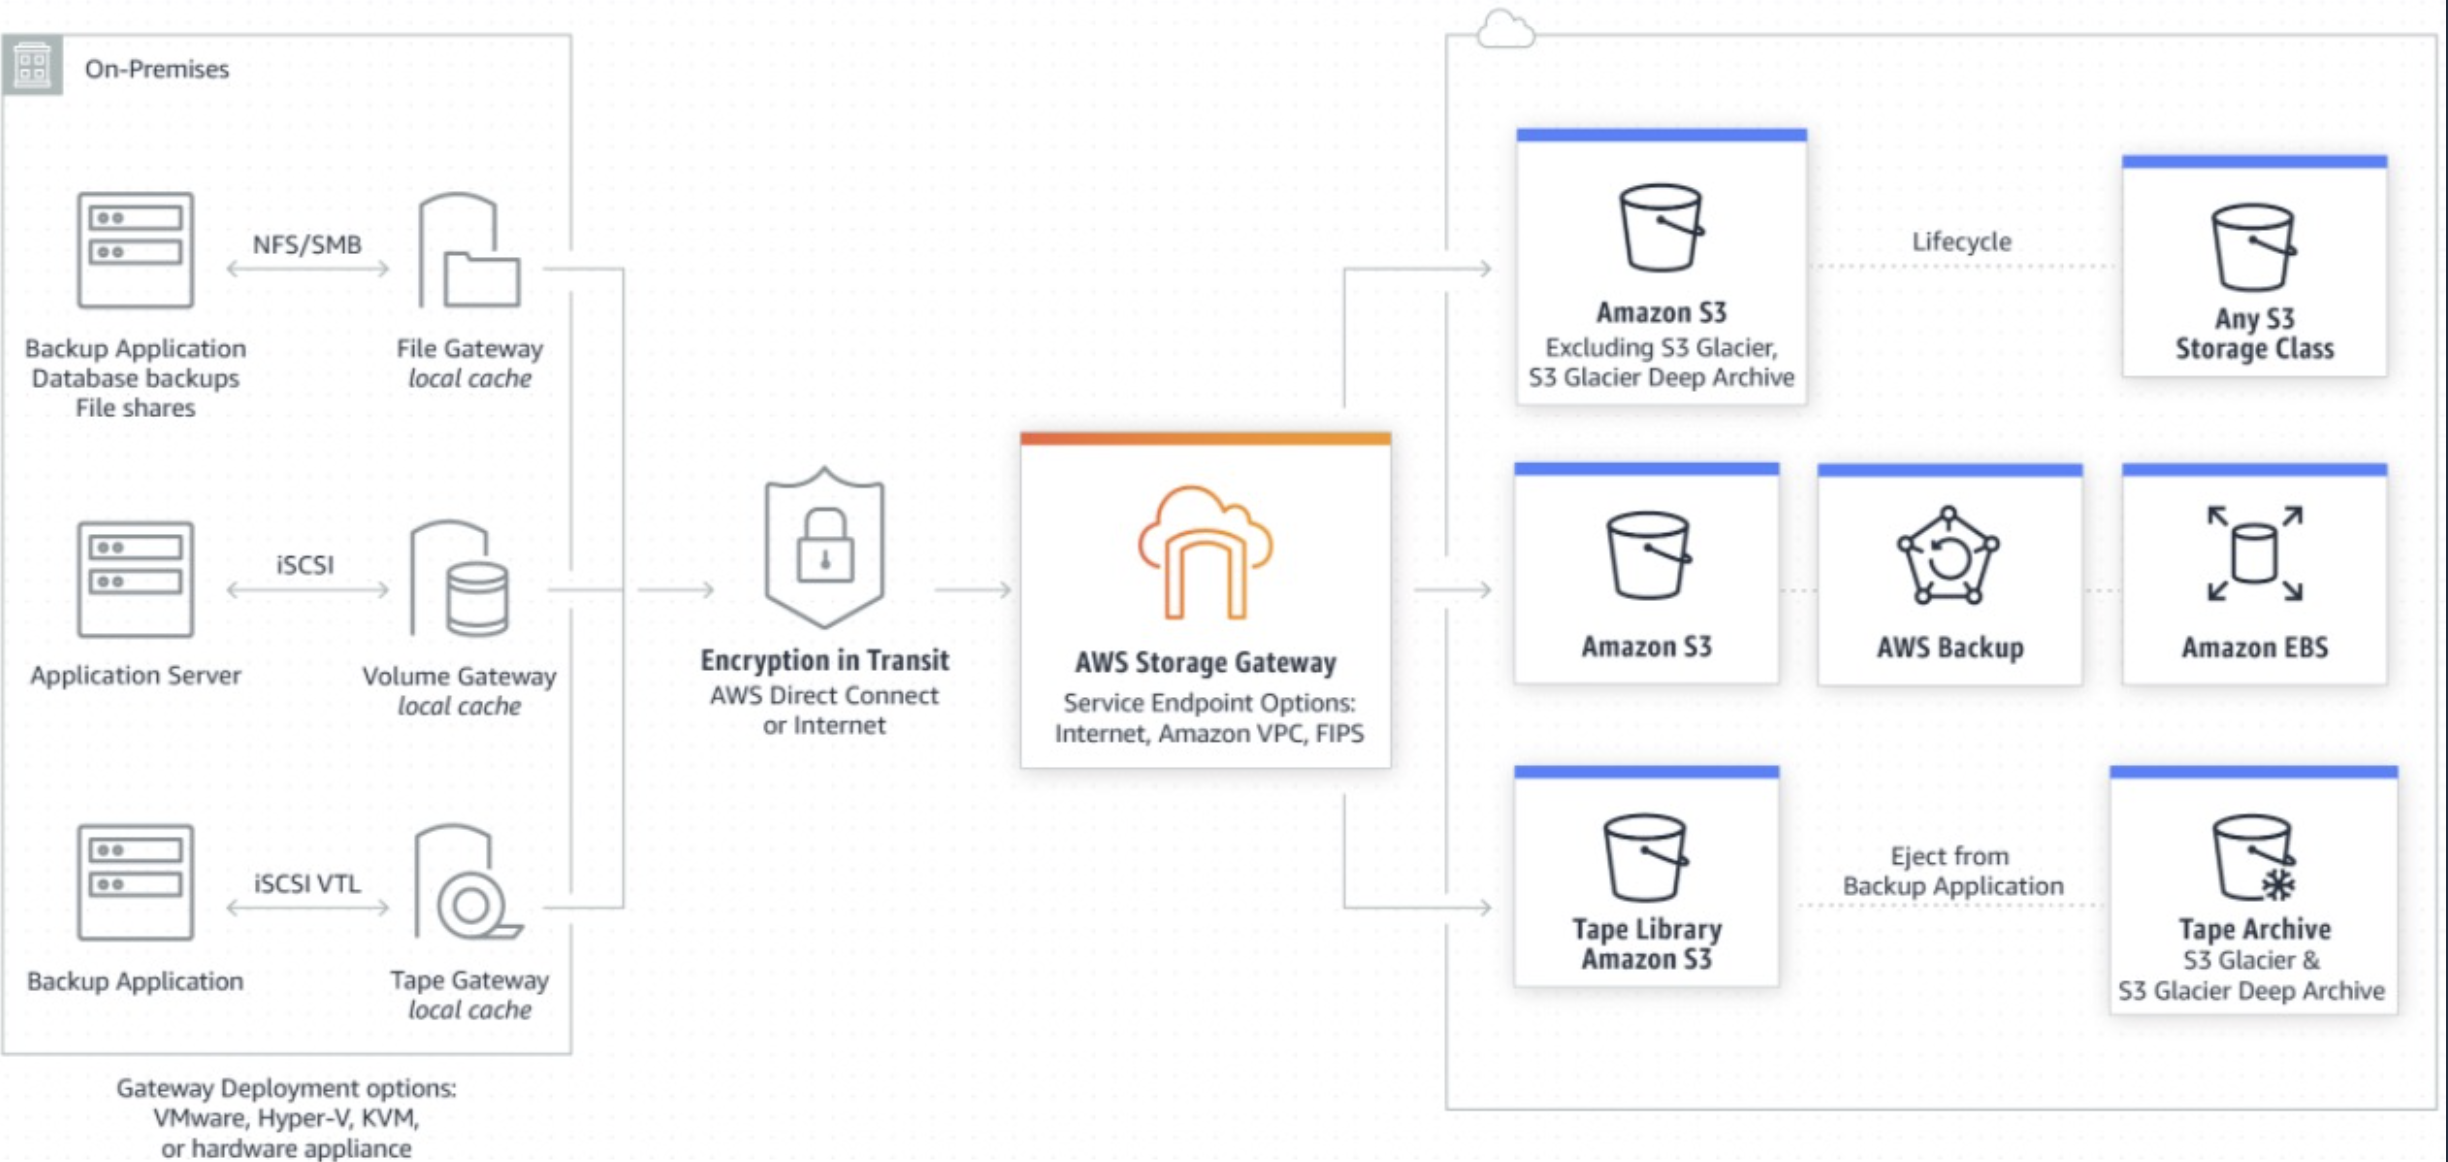 On-Premises
NFS/SMB
Backup Application
Database backups
File shares
File Gateway
local cache
iSCSI
Application Server
Volume Gateway
local cache
iSCSI VTL
Backup Application
Tape Gateway
local cache
Gateway Deployment options:
VMware, Hyper-V, KVM,
or hardware appliance
Encryption in Transit
AWS Direct Connect
or Internet
AWS Storage Gateway
Service Endpoint Options:
Internet, Amazon VPC, FIPS
Amazon S3
Excluding S3 Glacier,
S3 Glacier Deep Archive
Lifecycle
Any S3
Storage Class
Amazon S3
AWS Backup
Amazon EBS
Tape Library
Amazon S3
Eject from
Backup Application
Tape Archive
S3 Glacier &
S3 Glacier Deep Archive